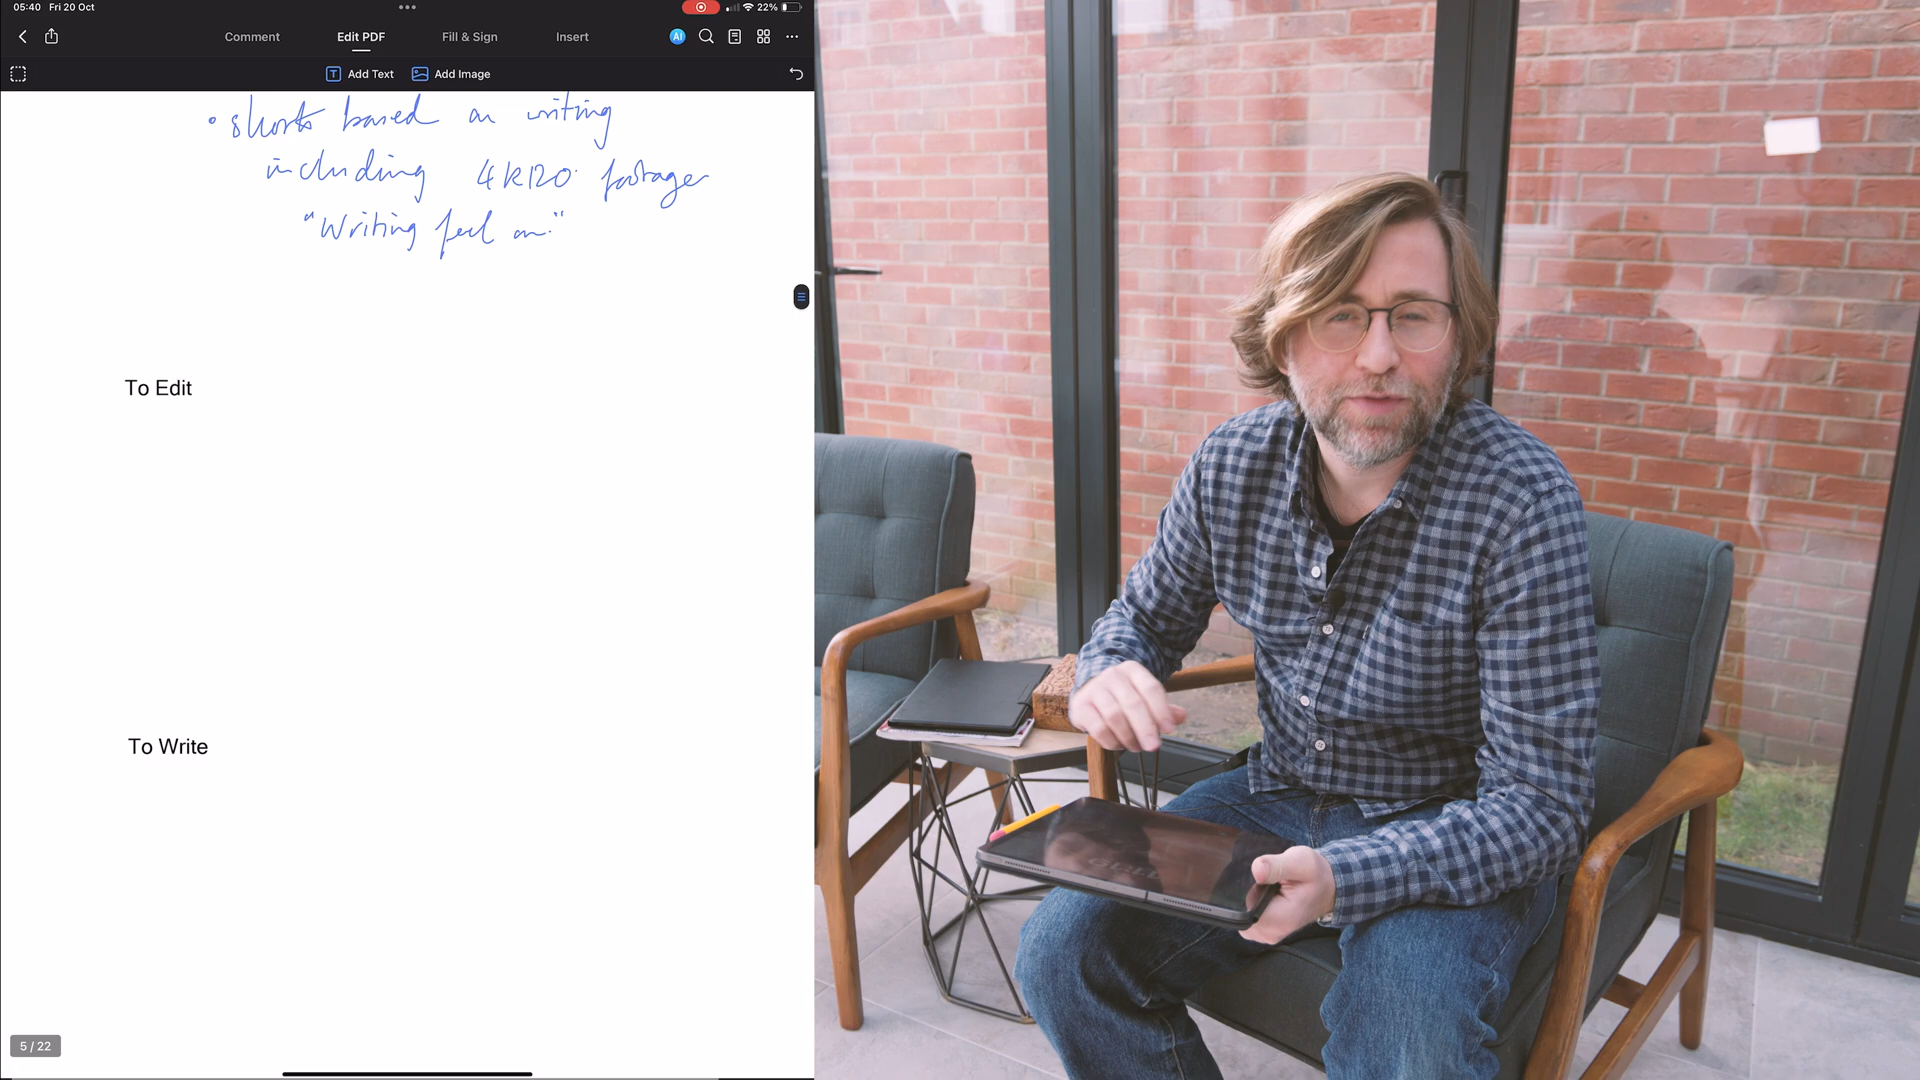 05:40 Fri 20 Oct
22%
Comment Edit PDF Fill & Sign Insert
AI
Add Text Add Image
• shorts based on writing
including 4K120 footage
"Writing feel on."
To Edit
To Write
5 / 22